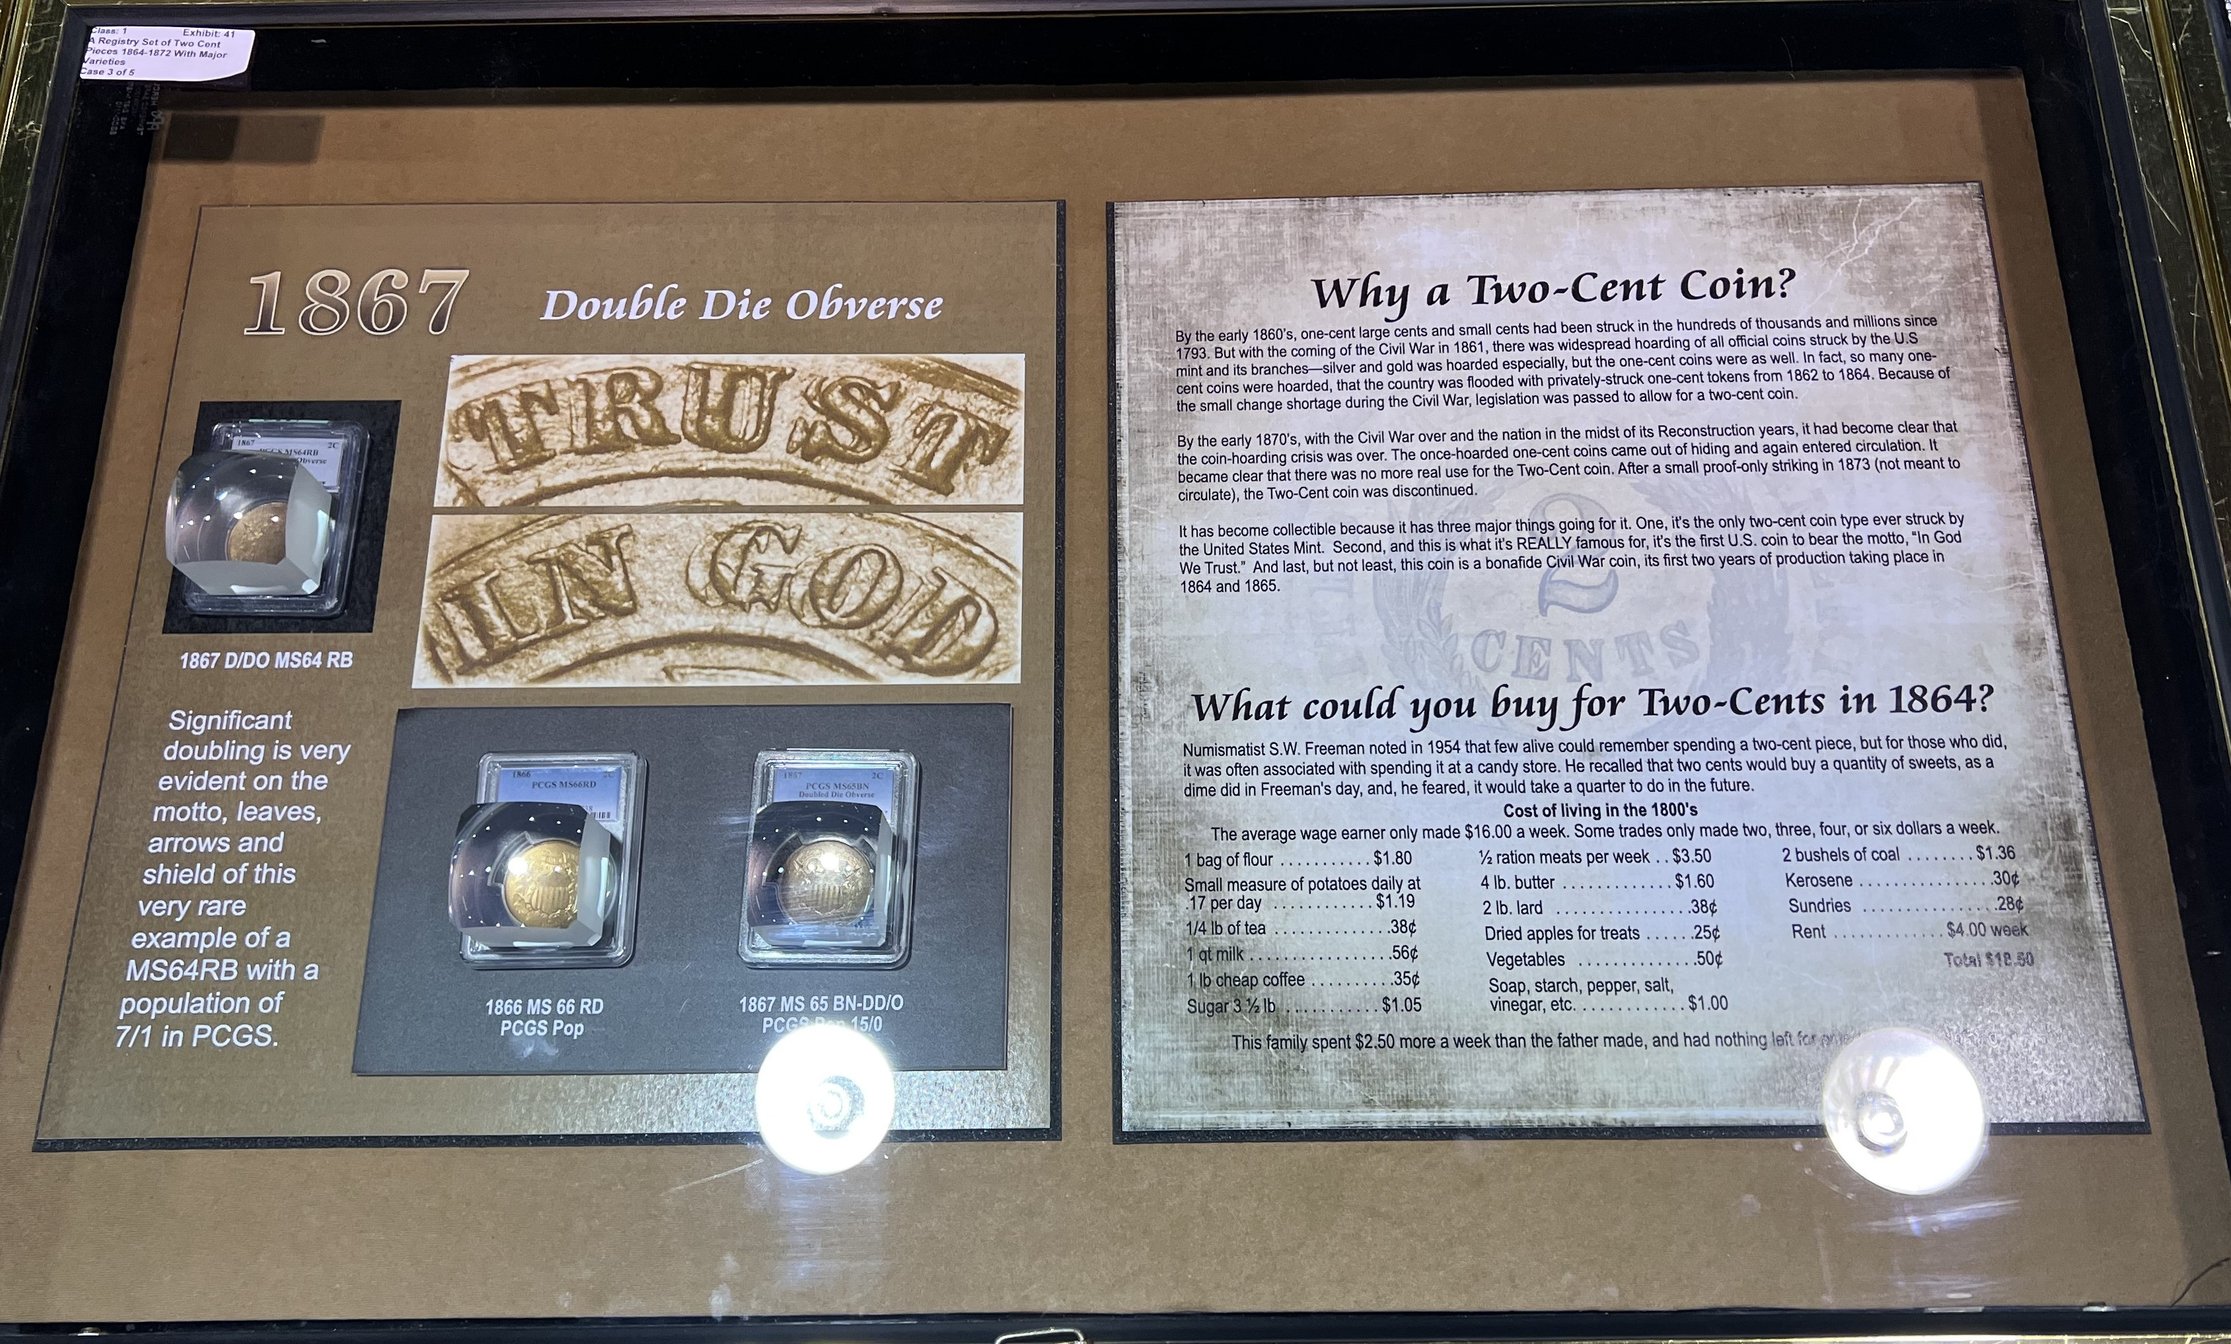 Class: 1 Exhibit: 41
A Registry Set of Two Cent
Pieces 1864-1872 With Major
Varieties
Case 3 of 5
1867 Double Die Obverse
TRUST
IN GOD
1867 2C
PCGS MS64RB
Obverse
1867 D/DO MS64 RB
Significant
doubling is very
evident on the
motto, leaves,
arrows and
shield of this
very rare
example of a
MS64RB with a
population of
7/1 in PCGS.
1866 2C
PCGS MS66RD
1866 MS 66 RD
PCGS Pop
1867 2C
PCGS MS65BN
Doubled Die Obverse
1867 MS 65 BN-DD/O
PCGS Pop 15/0
Why a Two-Cent Coin?
By the early 1860's, one-cent large cents and small cents had been struck in the hundreds of thousands and millions since
1793. But with the coming of the Civil War in 1861, there was widespread hoarding of all official coins struck by the U.S
mint and its branches—silver and gold was hoarded especially, but the one-cent coins were as well. In fact, so many one-
cent coins were hoarded, that the country was flooded with privately-struck one-cent tokens from 1862 to 1864. Because of
the small change shortage during the Civil War, legislation was passed to allow for a two-cent coin.
By the early 1870's, with the Civil War over and the nation in the midst of its Reconstruction years, it had become clear that
the coin-hoarding crisis was over. The once-hoarded one-cent coins came out of hiding and again entered circulation. It
became clear that there was no more real use for the Two-Cent coin. After a small proof-only striking in 1873 (not meant to
circulate), the Two-Cent coin was discontinued.
It has become collectible because it has three major things going for it. One, it's the only two-cent coin type ever struck by
the United States Mint. Second, and this is what it's REALLY famous for, it's the first U.S. coin to bear the motto, "In God
We Trust." And last, but not least, this coin is a bonafide Civil War coin, its first two years of production taking place in
1864 and 1865.
2
CENTS
What could you buy for Two-Cents in 1864?
Numismatist S.W. Freeman noted in 1954 that few alive could remember spending a two-cent piece, but for those who did,
it was often associated with spending it at a candy store. He recalled that two cents would buy a quantity of sweets, as a
dime did in Freeman's day, and, he feared, it would take a quarter to do in the future.
Cost of living in the 1800's
The average wage earner only made $16.00 a week. Some trades only made two, three, four, or six dollars a week.
1 bag of flour ........... $1.80
Small measure of potatoes daily at
.17 per day ............ $1.19
1/4 lb of tea .............. .38¢
1 qt milk ................. .56¢
1 lb cheap coffee .......... .35¢
Sugar 3 ½ lb ............ $1.05
½ ration meats per week .. $3.50
4 lb. butter ............. $1.60
2 lb. lard ................ .38¢
Dried apples for treats ...... .25¢
Vegetables .............. .50¢
Soap, starch, pepper, salt,
vinegar, etc. ............. $1.00
2 bushels of coal ........ $1.36
Kerosene ................ .30¢
Sundries ................ .28¢
Rent ............. $4.00 week
Total $18.50
This family spent $2.50 more a week than the father made, and had nothing left for